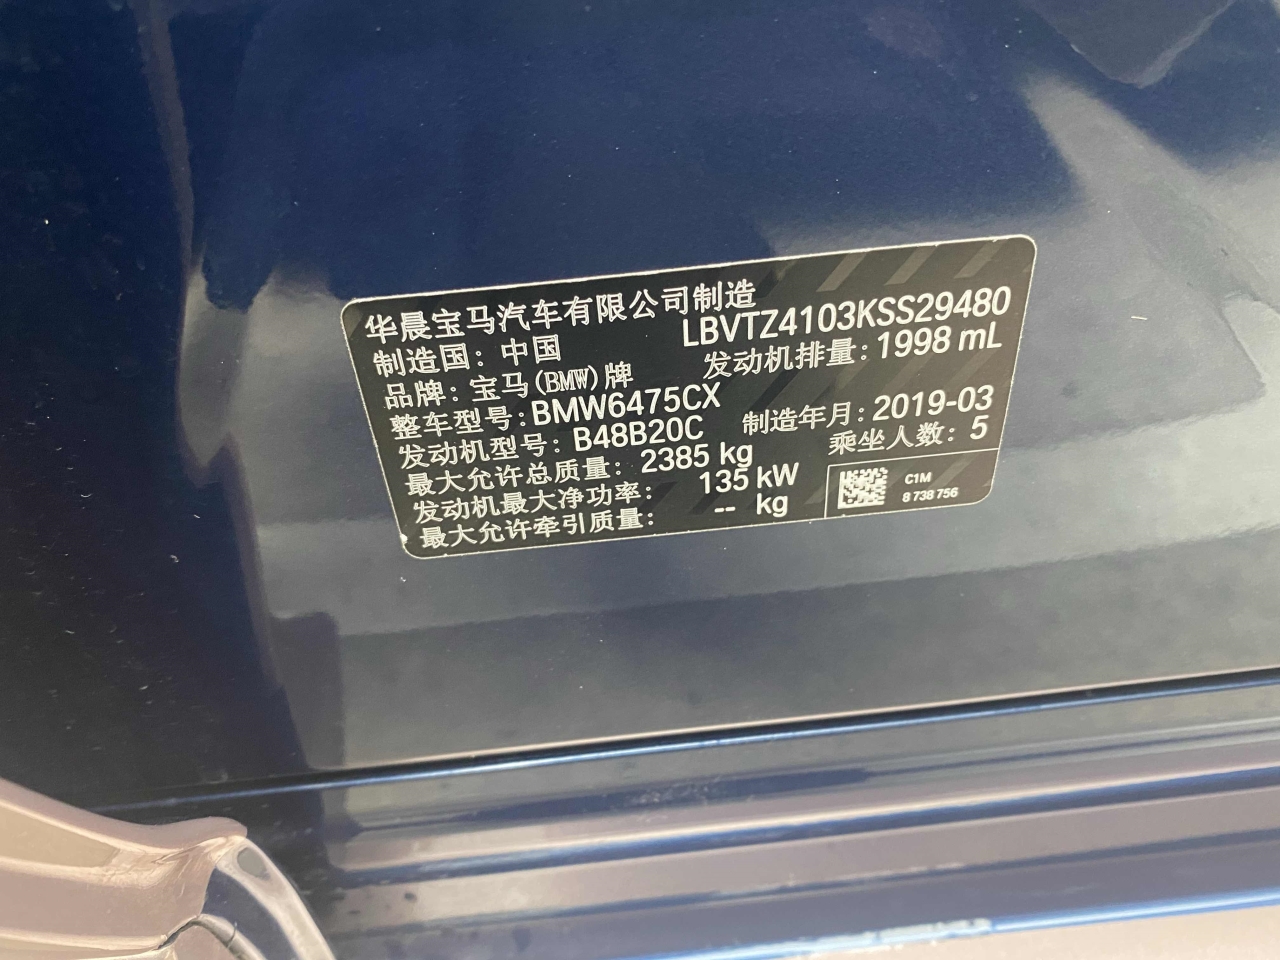 华晨宝马汽车有限公司制造
LBVTZ4103KSS29480
制造国：中国
发动机排量：1998 mL
品牌：宝马(BMW)牌
整车型号：BMW6475CX
制造年月：2019-03
发动机型号：B48B20C
乘坐人数：5
最大允许总质量：2385 kg
发动机最大净功率：135 kW
最大允许牵引质量：-- kg
C1M
8 738 756